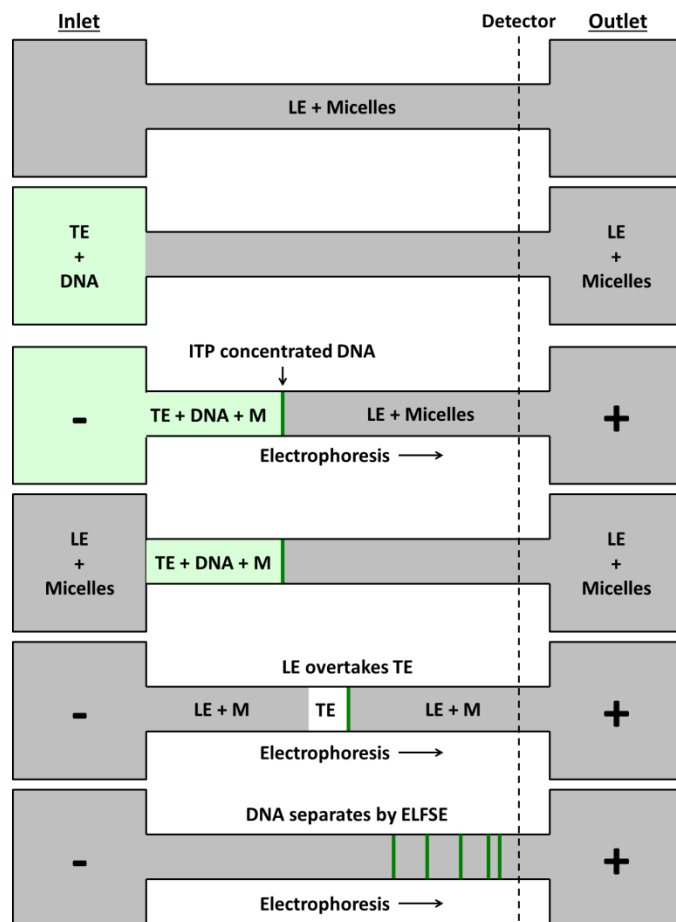 Inlet
Detector
Outlet
LE + Micelles
TE
+
DNA
LE
+
Micelles
ITP concentrated DNA
-
TE + DNA + M
LE + Micelles
+
Electrophoresis
LE
+
Micelles
TE + DNA + M
LE
+
Micelles
LE overtakes TE
-
LE + M
TE
LE + M
+
Electrophoresis
DNA separates by ELFSE
-
+
Electrophoresis